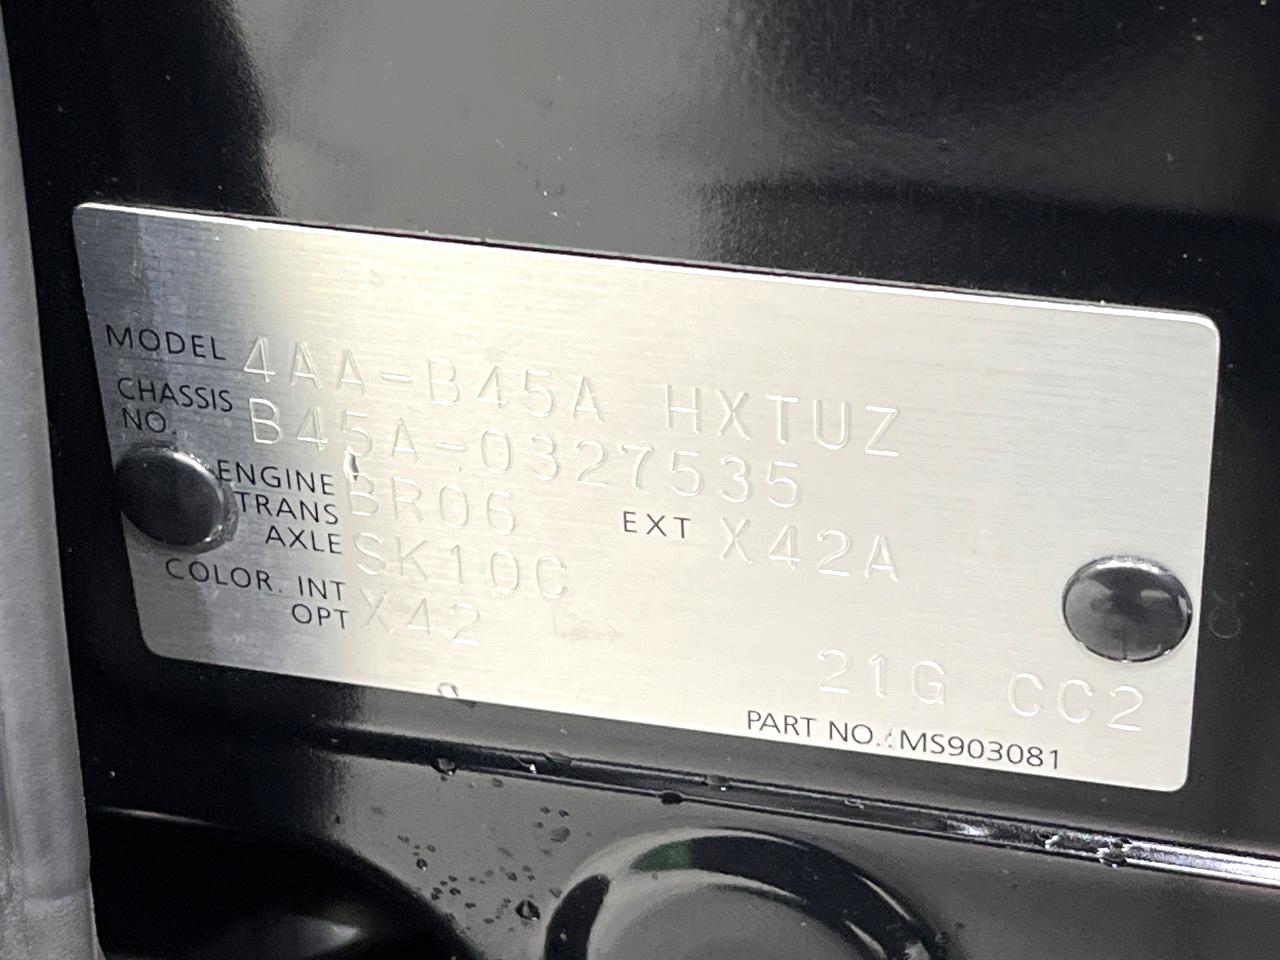 MODEL 4AA-B45A HXTUZ
CHASSIS NO. B45A-0327535
ENGINE BR06 EXT X42A
TRANS AXLE SK10C
COLOR. INT X42
OPT
21G CC2
PART NO.: MS903081